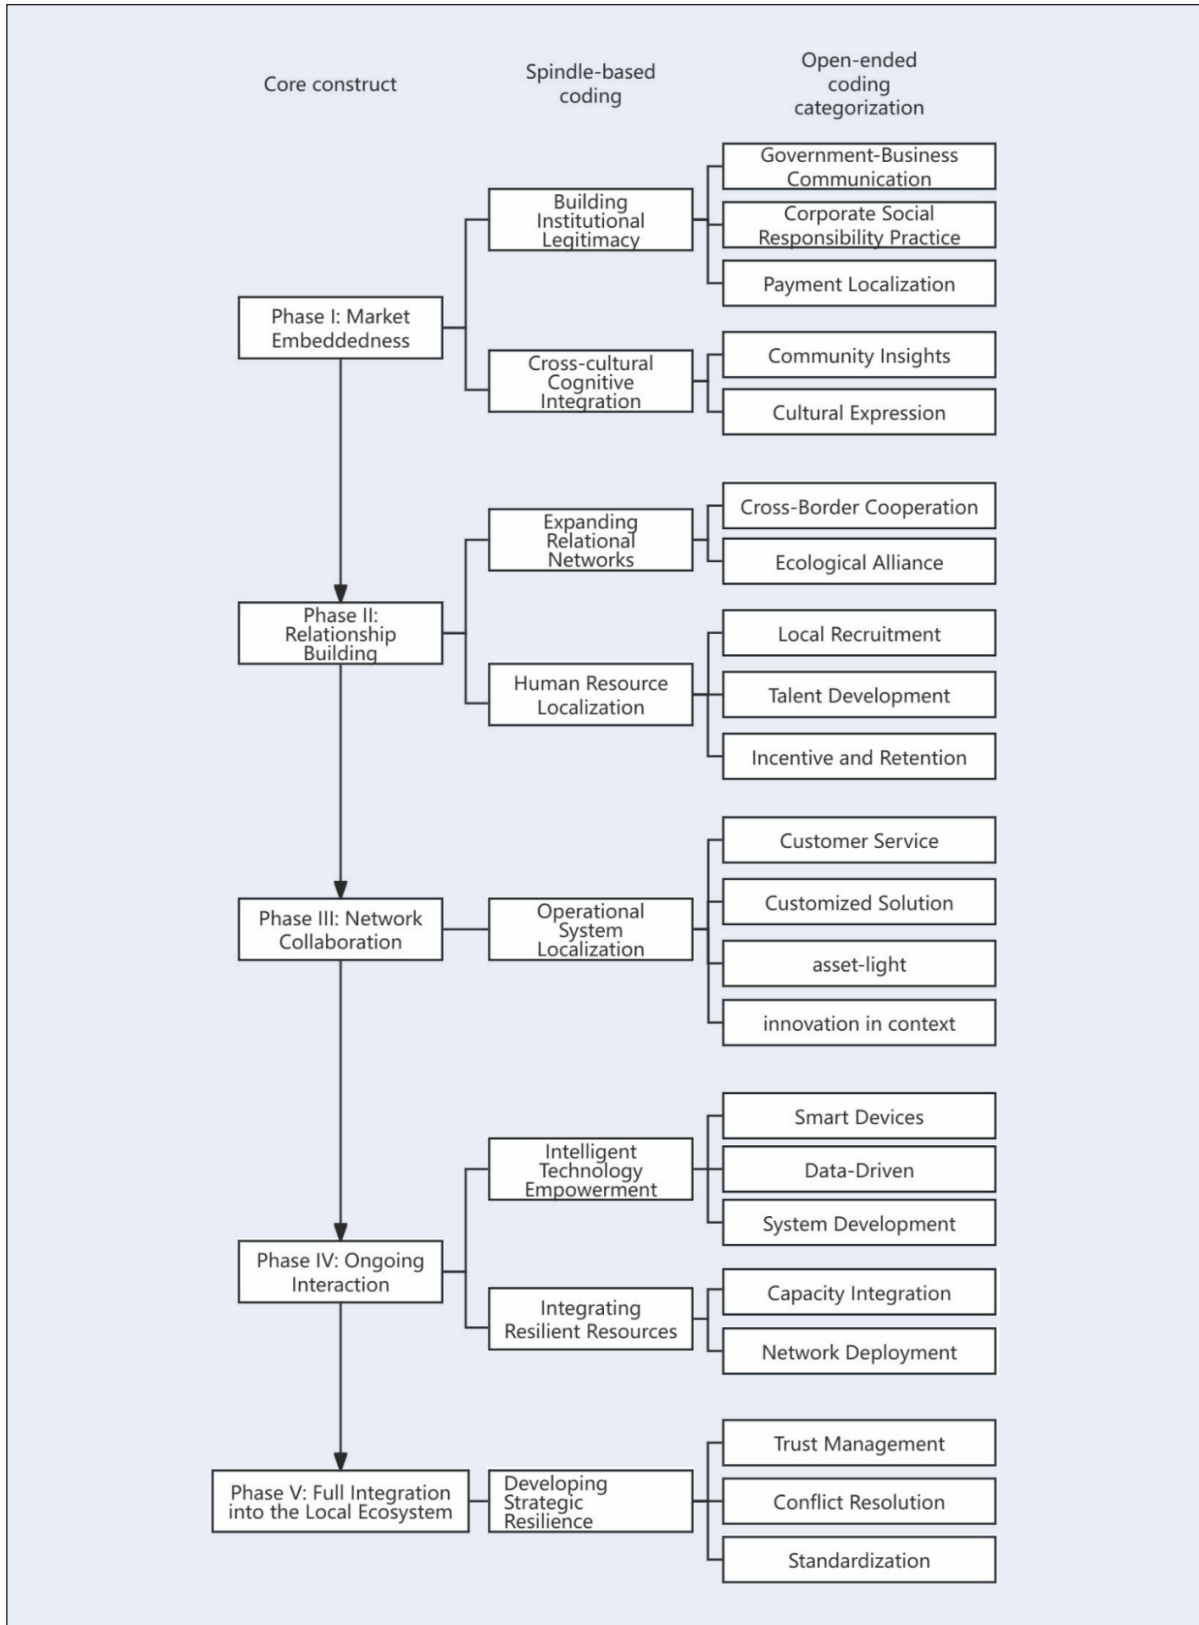 Core construct
Spindle-based
coding
Open-ended
coding
categorization
Phase I: Market
Embeddedness
Building
Institutional
Legitimacy
Government-Business
Communication
Corporate Social
Responsibility Practice
Payment Localization
Cross-cultural
Cognitive
Integration
Community Insights
Cultural Expression
Phase II:
Relationship
Building
Expanding
Relational
Networks
Cross-Border Cooperation
Ecological Alliance
Human Resource
Localization
Local Recruitment
Talent Development
Incentive and Retention
Phase III: Network
Collaboration
Operational
System
Localization
Customer Service
Customized Solution
asset-light
innovation in context
Phase IV: Ongoing
Interaction
Intelligent
Technology
Empowerment
Smart Devices
Data-Driven
System Development
Integrating
Resilient Resources
Capacity Integration
Network Deployment
Phase V: Full Integration
into the Local Ecosystem
Developing
Strategic
Resilience
Trust Management
Conflict Resolution
Standardization